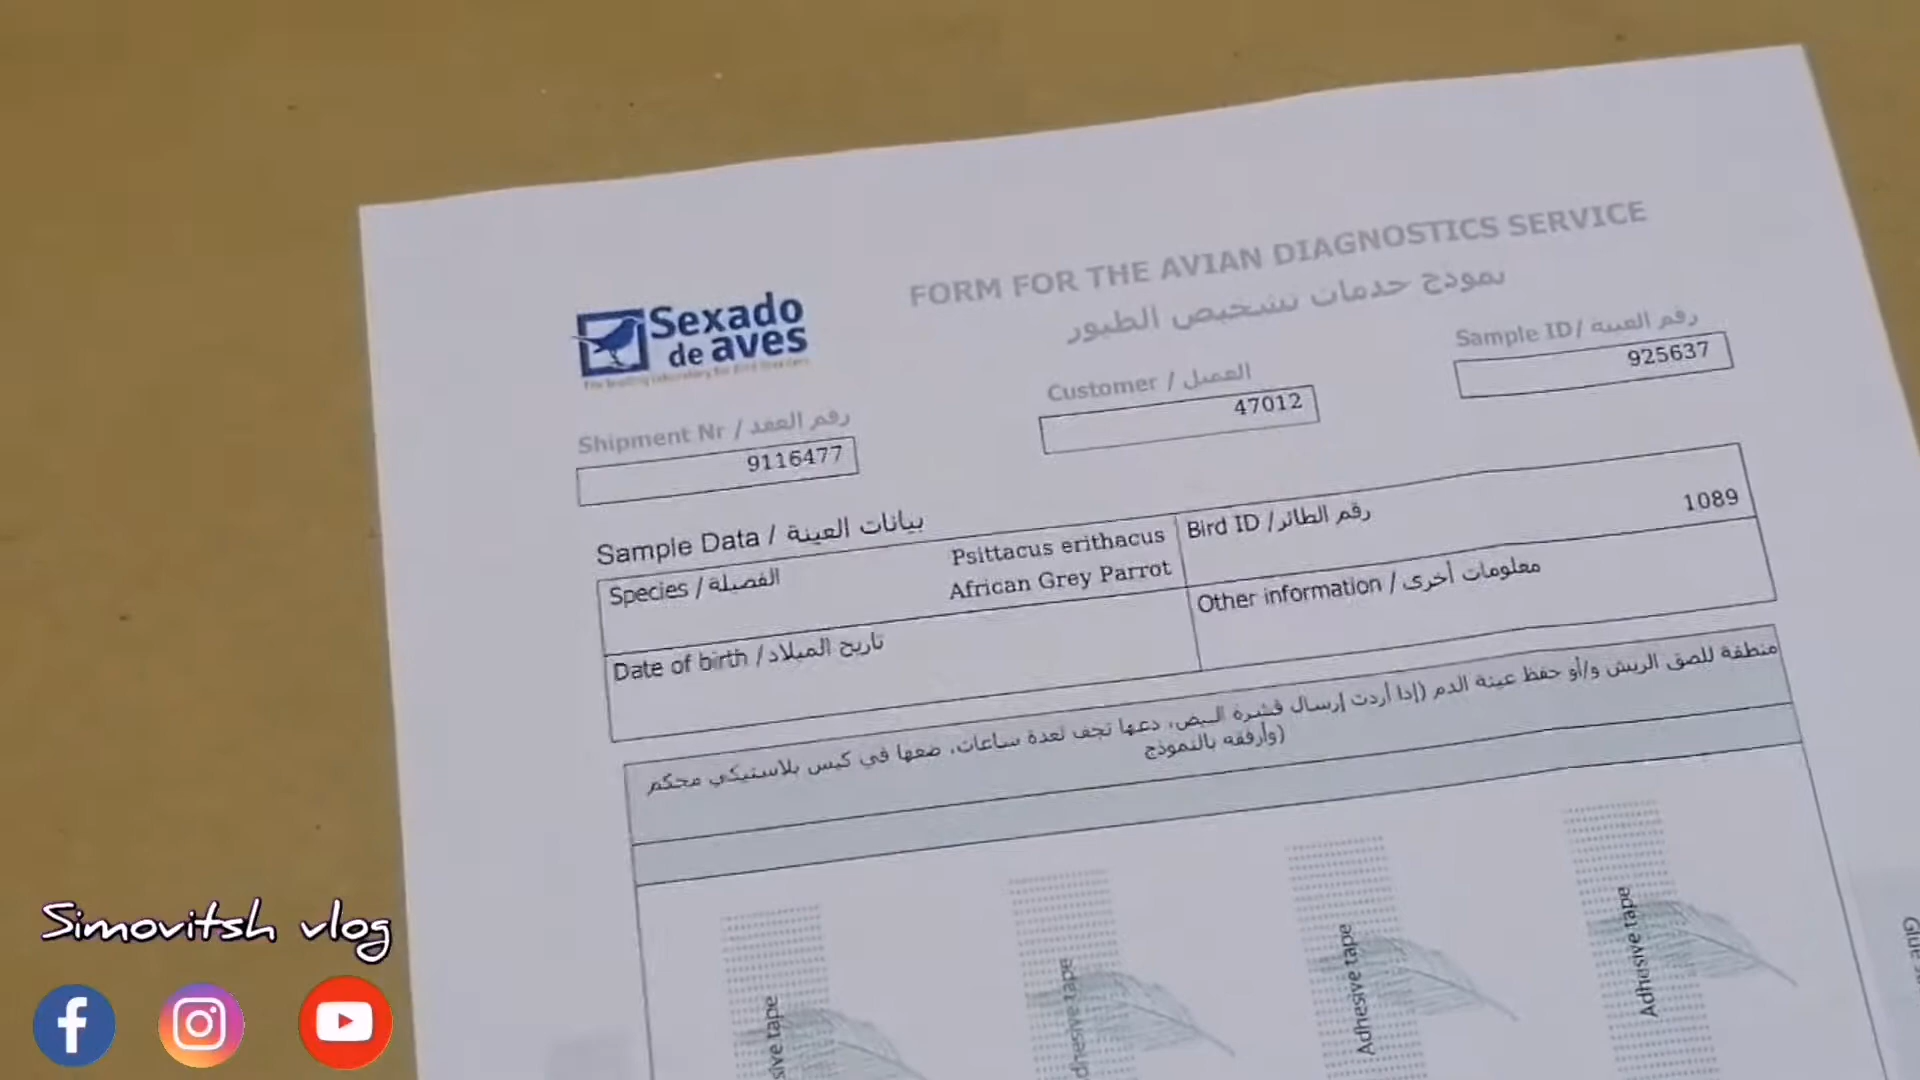 FORM FOR THE AVIAN DIAGNOSTICS SERVICE
نموذج خدمات تشخيص الطيور
Sexado
de aves
Shipment Nr / رقم العقد
9116477
Customer / العميل
47012
Sample ID / رقم العينة
925637
Sample Data / بيانات العينة
Species / الفصيلة
Psittacus erithacus
African Grey Parrot
Bird ID / رقم الطائر
1089
Date of birth / تاريخ الميلاد
Other information / معلومات أخرى
منطقة للصق الريش و/أو حفظ عينة الدم (إذا أردت إرسال قشرة البيض، دعها تجف لعدة ساعات، ضعها في كيس بلاستيكي محكم
وأرفقه بالنموذج)
Adhesive tape
Adhesive tape
Simovitsh vlog